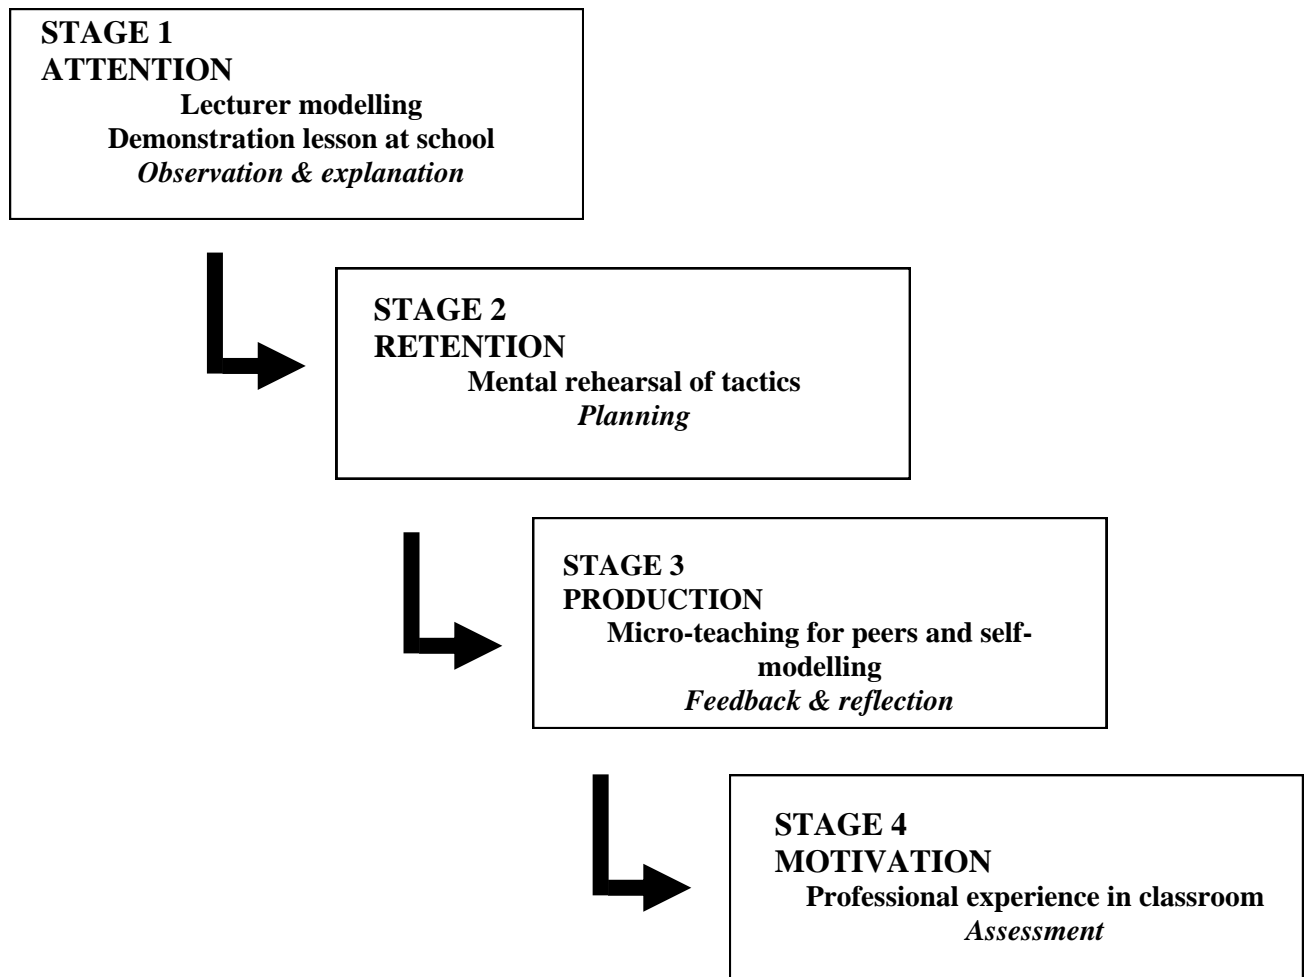 STAGE 1
ATTENTION
Lecturer modelling
Demonstration lesson at school
Observation & explanation
STAGE 2
RETENTION
Mental rehearsal of tactics
Planning
STAGE 3
PRODUCTION
Micro-teaching for peers and self-
modelling
Feedback & reflection
STAGE 4
MOTIVATION
Professional experience in classroom
Assessment